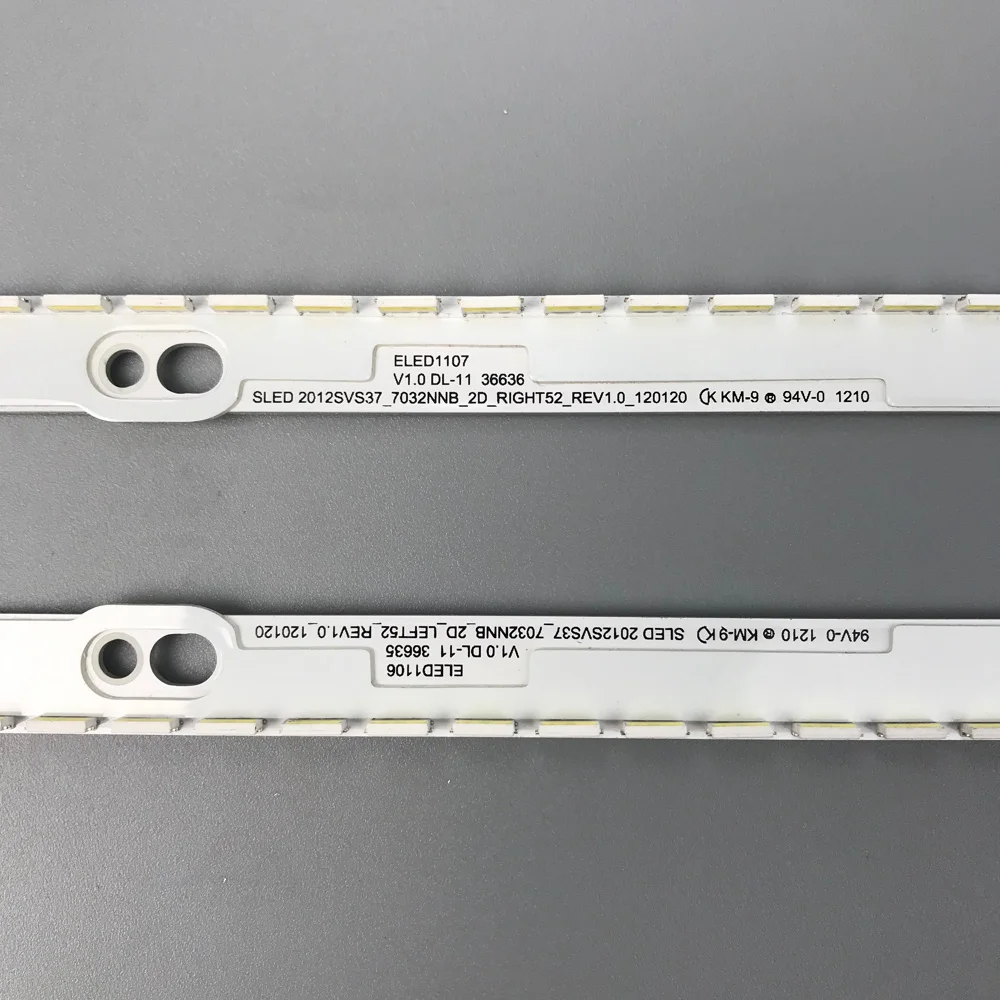 ELED1107
V1.0 DL-11 36636
SLED 2012SVS37_7032NNB_2D_RIGHT52_REV1.0_120120 K KM-9 ® 94V-0 1210
SLED 2012SVS37_7032NNB_2D_LEFT52_REV1.0_120120
V1.0 DL-11 36635
ELED1106
94V-0 1210 ® KM-9 K